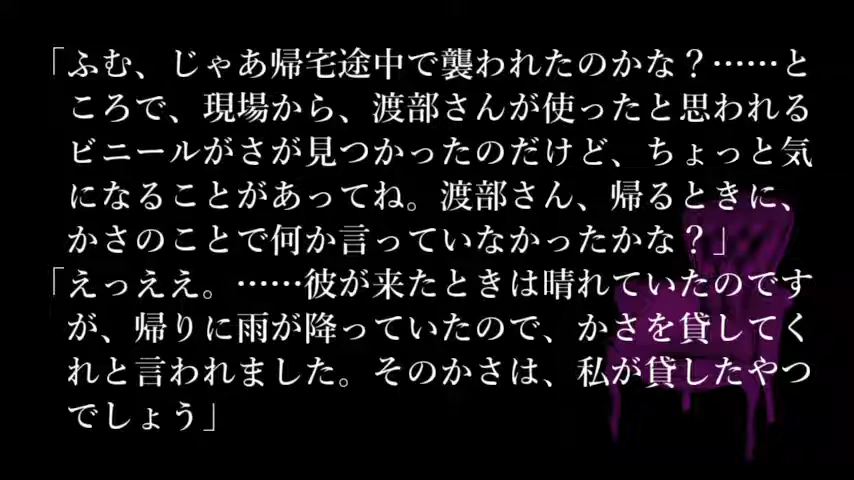 「ふむ、じゃあ帰宅途中で襲われたのかな？……と
ころで、現場から、渡部さんが使ったと思われる
ビニールがさが見つかったのだけど、ちょっと気
になることがあってね。渡部さん、帰るときに、
かさのことで何か言っていなかったかな？」
「えっええ。……彼が来たときは晴れていたのです
が、帰りに雨が降っていたので、かさを貸してく
れと言われました。そのかさは、私が貸したやつ
でしょう」